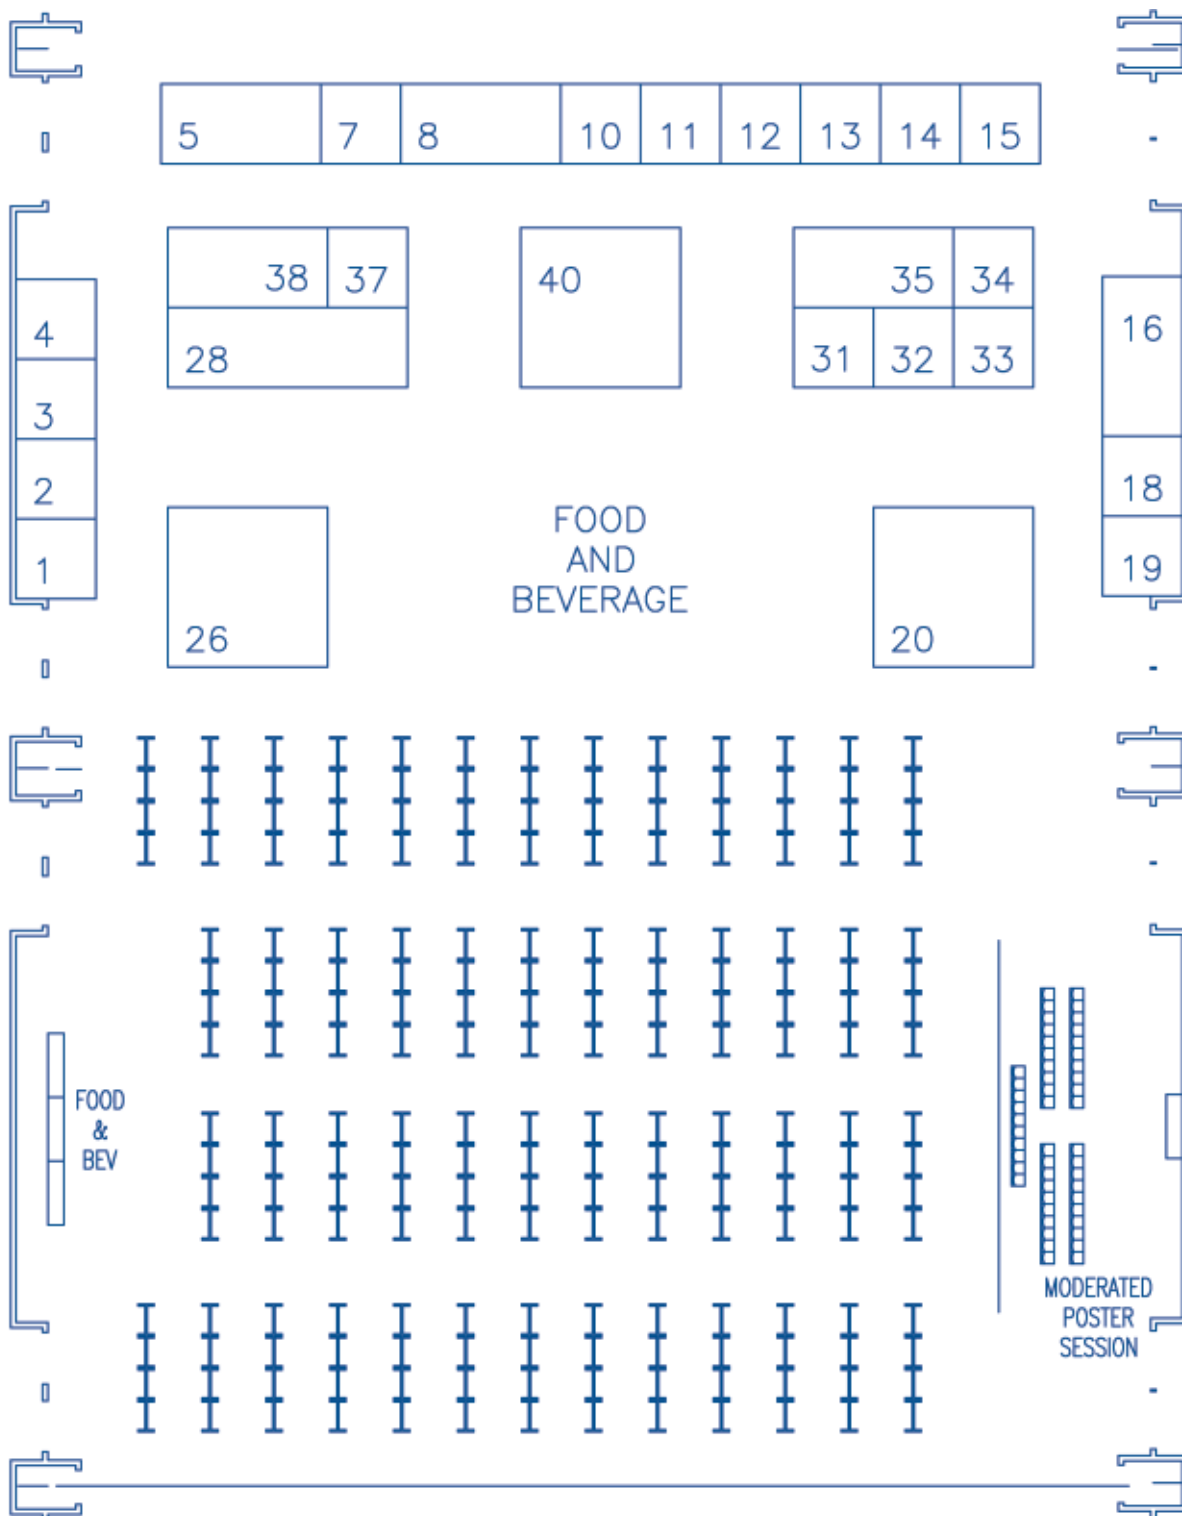 5 7 8 10 11 12 13 14 15
38 37 40 35 34
4 28 31 32 33 16
3
2 18
1 19
FOOD
AND
BEVERAGE
26 20
FOOD
&
BEV
MODERATED
POSTER
SESSION